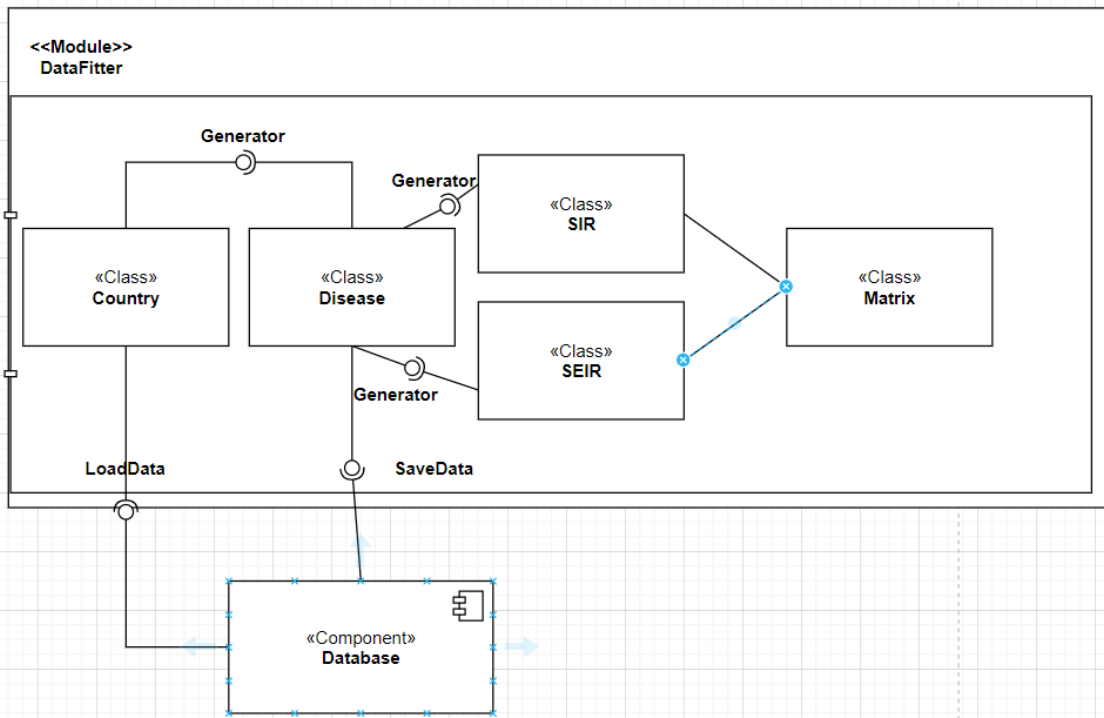 <<Module>>
DataFitter
Generator
Generator
«Class»
SIR
«Class»
Country
«Class»
Disease
«Class»
Matrix
«Class»
SEIR
Generator
LoadData
SaveData
«Component»
Database